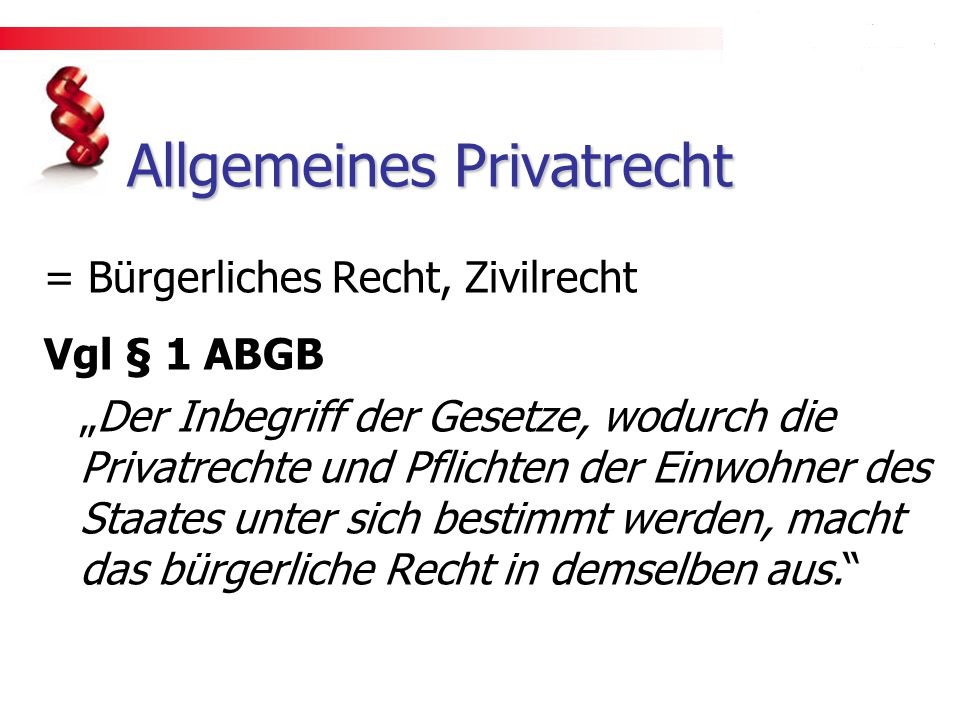 Allgemeines Privatrecht
= Bürgerliches Recht, Zivilrecht
Vgl § 1 ABGB
„Der Inbegriff der Gesetze, wodurch die
Privatrechte und Pflichten der Einwohner des
Staates unter sich bestimmt werden, macht
das bürgerliche Recht in demselben aus.“